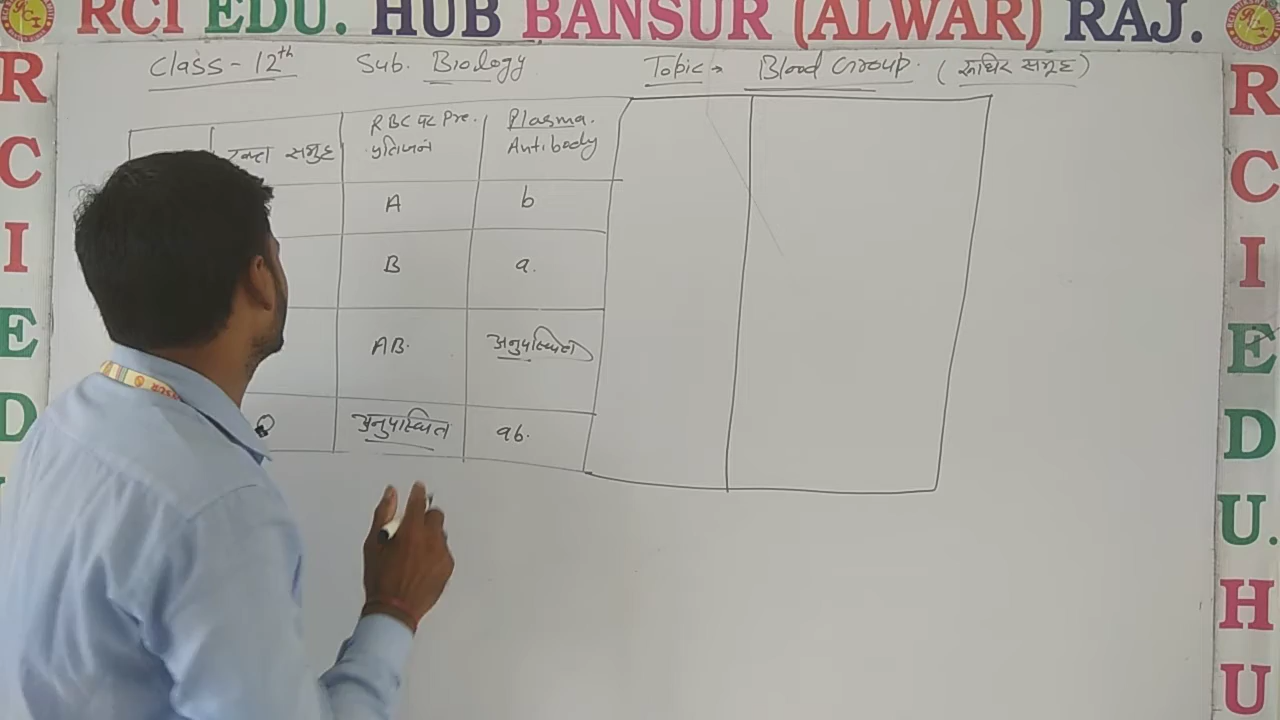 RCI EDU. HUB BANSUR (ALWAR) RAJ.
Class - 12th Sub. Biology Topic → Blood Group. (रूधिर समूह)
रक्त समुह
RBC पर Pre.
प्रतिजन
Plasma.
Antibody
A b
B a.
AB. अनुपस्थित
O अनुपस्थित ab.
R
C
I
E
D
R
C
I
E
D
U.
H
U